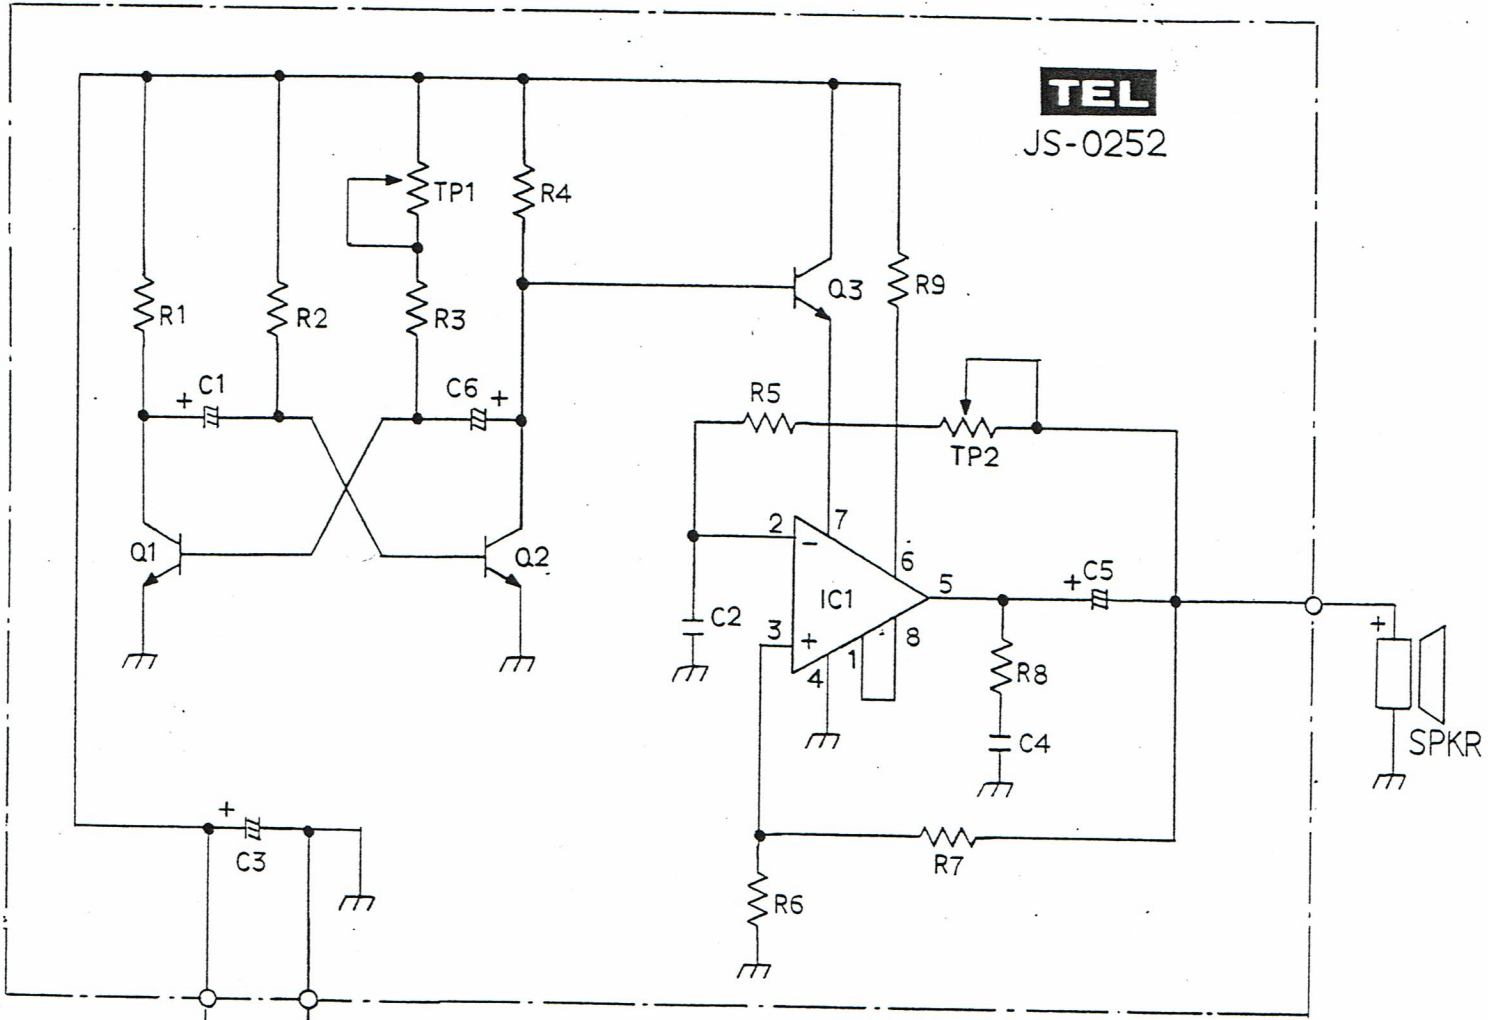 TEL
JS-0252
TP1
R4
R1
R2
R3
Q3
R9
+ C1
C6 +
R5
TP2
Q1
Q2
2
-
7
6
IC1
5
+ C5
C2
3
+
4
1
8
R8
C4
+
SPKR
+
C3
R7
R6